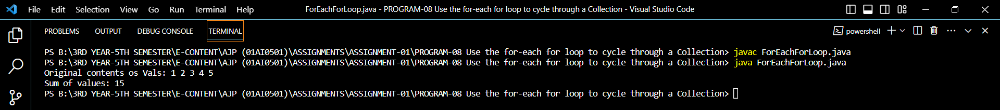 File Edit Selection View Go Run Terminal Help ForEachForLoop.java - PROGRAM-08 Use the for-each for loop to cycle through a Collection - Visual Studio Code
PROBLEMS OUTPUT DEBUG CONSOLE TERMINAL powershell
PS B:\3RD YEAR-5TH SEMESTER\E-CONTENT\AJP (01AI0501)\ASSIGNMENTS\ASSIGNMENT-01\PROGRAM-08 Use the for-each for loop to cycle through a Collection> javac ForEachForLoop.java
PS B:\3RD YEAR-5TH SEMESTER\E-CONTENT\AJP (01AI0501)\ASSIGNMENTS\ASSIGNMENT-01\PROGRAM-08 Use the for-each for loop to cycle through a Collection> java ForEachForLoop.java
Original contents os Vals: 1 2 3 4 5
Sum of values: 15
PS B:\3RD YEAR-5TH SEMESTER\E-CONTENT\AJP (01AI0501)\ASSIGNMENTS\ASSIGNMENT-01\PROGRAM-08 Use the for-each for loop to cycle through a Collection>